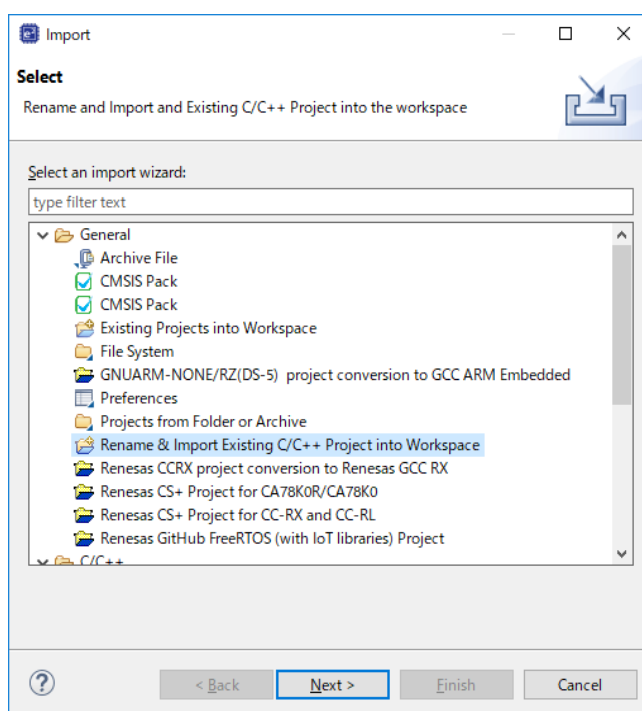 Import
Select
Rename and Import and Existing C/C++ Project into the workspace
Select an import wizard:
type filter text
General
Archive File
CMSIS Pack
CMSIS Pack
Existing Projects into Workspace
File System
GNUARM-NONE/RZ(DS-5) project conversion to GCC ARM Embedded
Preferences
Projects from Folder or Archive
Rename & Import Existing C/C++ Project into Workspace
Renesas CCRX project conversion to Renesas GCC RX
Renesas CS+ Project for CA78K0R/CA78K0
Renesas CS+ Project for CC-RX and CC-RL
Renesas GitHub FreeRTOS (with IoT libraries) Project
C/C++
< Back Next > Finish Cancel